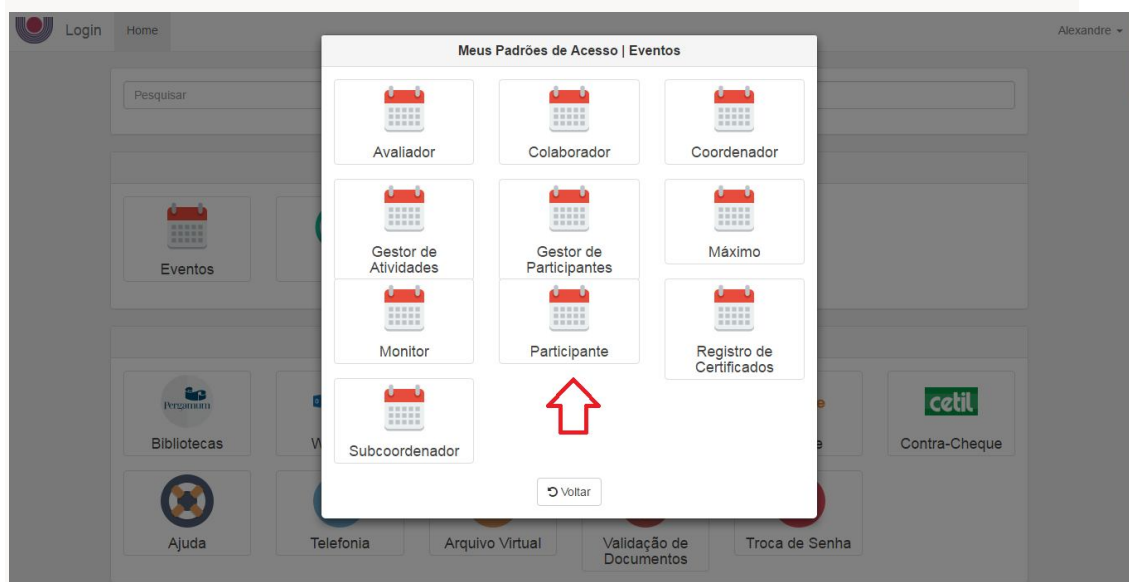 Login Home Alexandre
Meus Padrões de Acesso | Eventos
Pesquisar
Avaliador Colaborador Coordenador
Gestor de Gestor de Máximo
Atividades Participantes
Eventos
Monitor Participante Registro de
Certificados
Pergamum cetil
Bibliotecas Contra-Cheque
Subcoordenador
Voltar
Ajuda Telefonia Arquivo Virtual Validação de Troca de Senha
Documentos